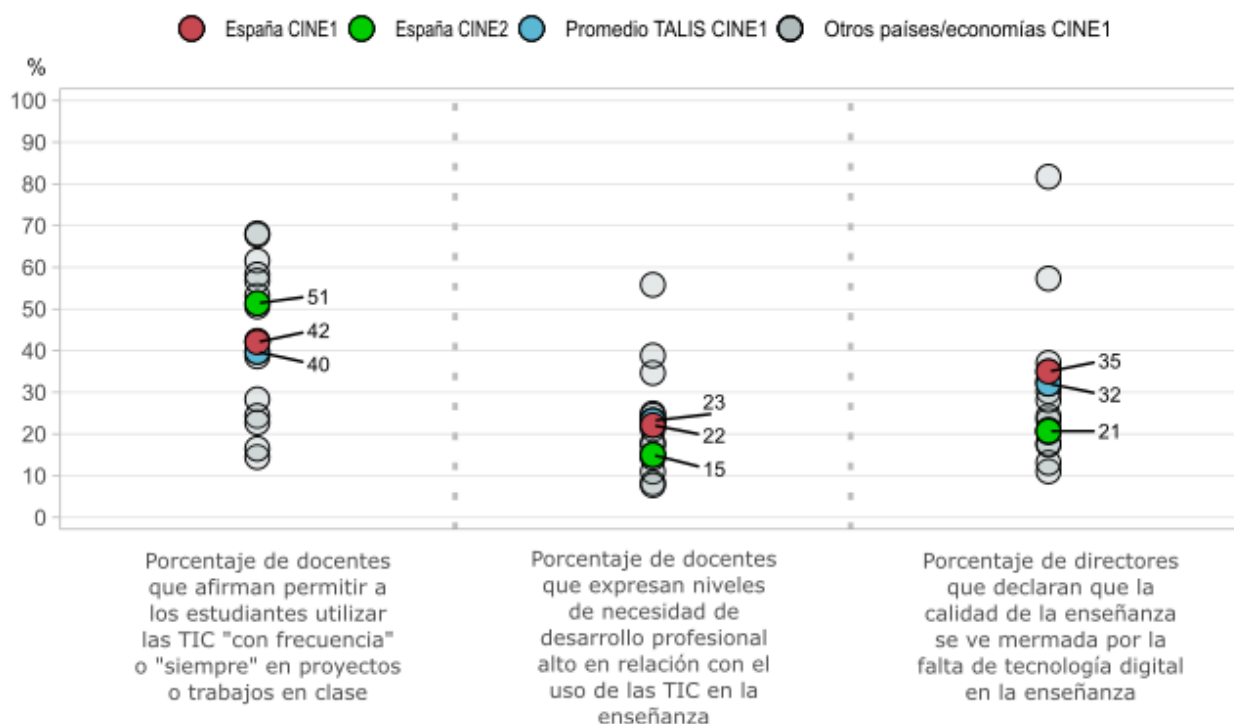 España CINE1 España CINE2 Promedio TALIS CINE1 Otros países/economías CINE1
%
100
90
80
70
60
50
40
30
20
10
0
51
42
40
23
22
15
35
32
21
Porcentaje de docentes
que afirman permitir a
los estudiantes utilizar
las TIC "con frecuencia"
o "siempre" en proyectos
o trabajos en clase
Porcentaje de docentes
que expresan niveles
de necesidad de
desarrollo profesional
alto en relación con el
uso de las TIC en la
enseñanza
Porcentaje de directores
que declaran que la
calidad de la enseñanza
se ve mermada por la
falta de tecnología digital
en la enseñanza